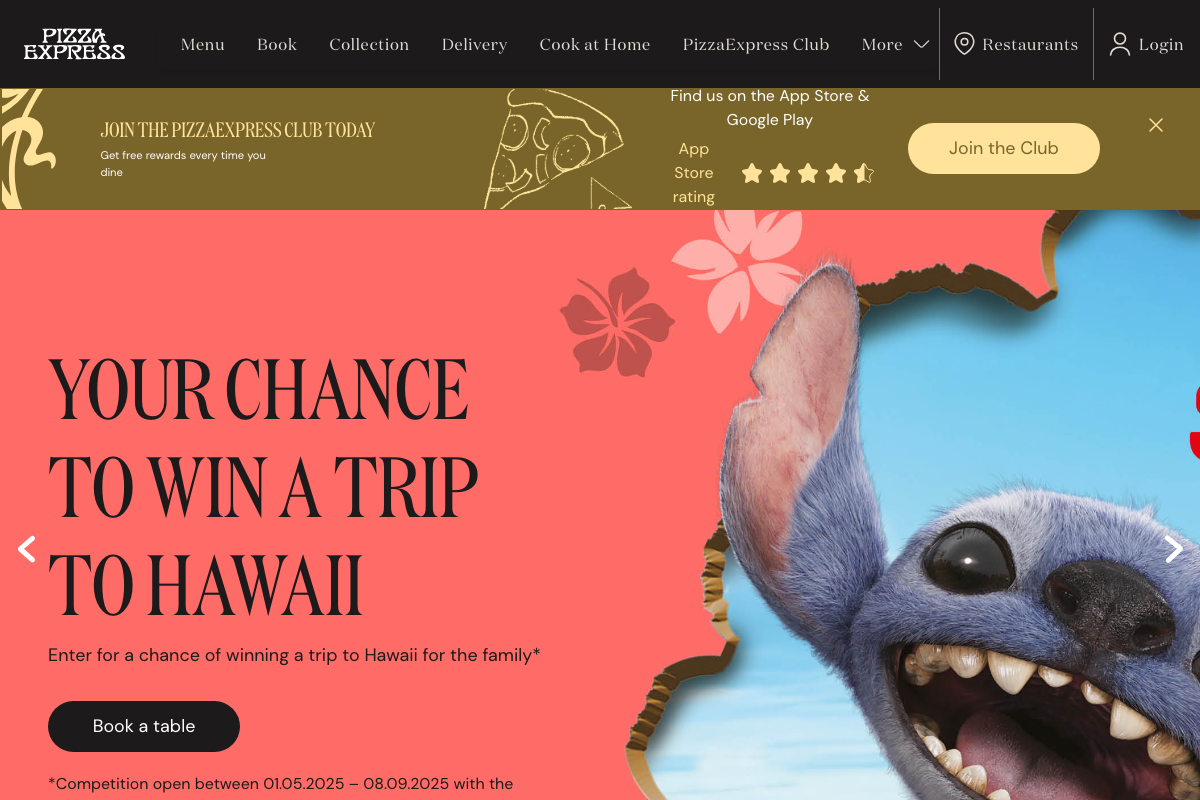 PIZZA
EXPRESS
Menu
Book
Collection
Delivery
Cook at Home
PizzaExpress Club
More
Restaurants
Login
JOIN THE PIZZAEXPRESS CLUB TODAY
Get free rewards every time you
dine
Find us on the App Store &
Google Play
App
Store
rating
Join the Club
YOUR CHANCE
TO WIN A TRIP
TO HAWAII
Enter for a chance of winning a trip to Hawaii for the family*
Book a table
*Competition open between 01.05.2025 – 08.09.2025 with the